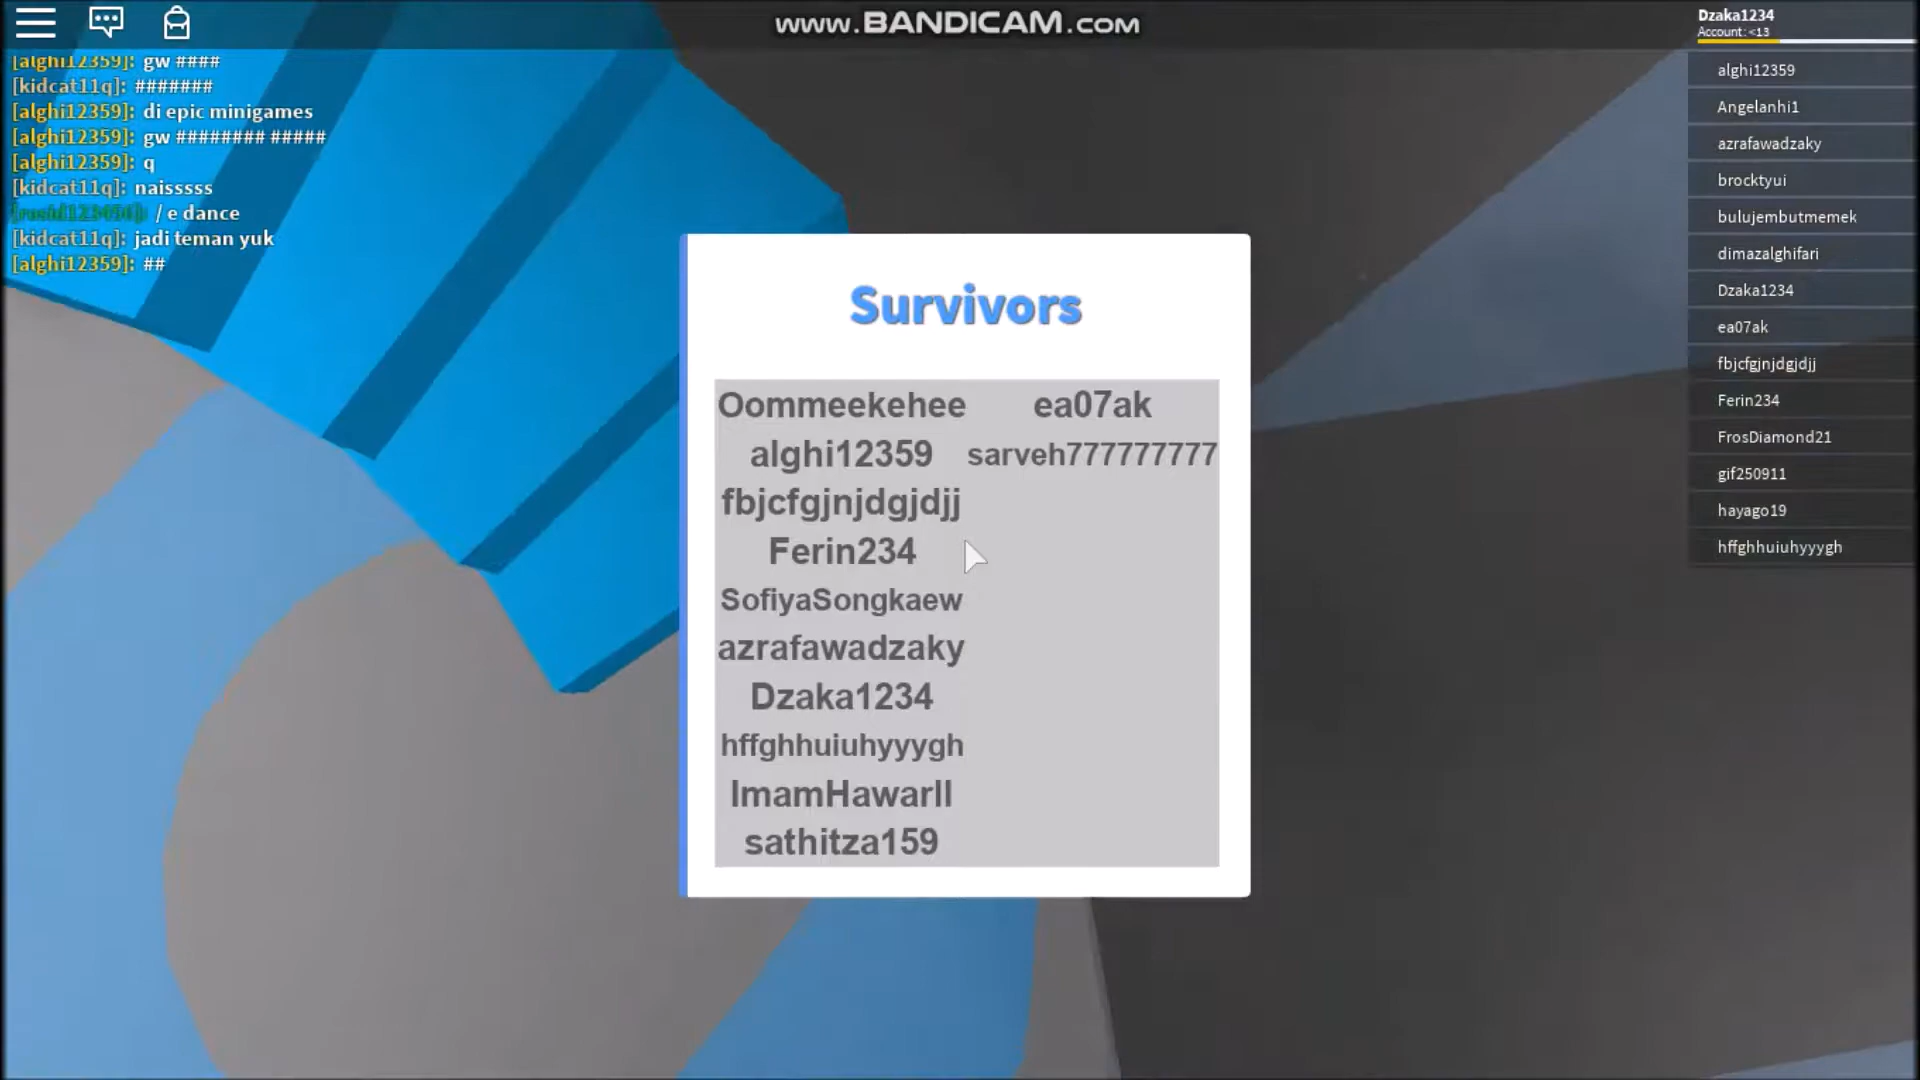 www.BANDICAM.com
Dzaka1234
Account: <13
[alghi12359]: gw ####
[kidcat11q]: #######
[alghi12359]: di epic minigames
[alghi12359]: gw ######## #####
[alghi12359]: q
[kidcat11q]: naisssss
/ e dance
[kidcat11q]: jadi teman yuk
[alghi12359]: ##
Survivors
Oommeekehee ea07ak
alghi12359 sarveh777777777
fbjcfgjnjdgjdjj
Ferin234
SofiyaSongkaew
azrafawadzaky
Dzaka1234
hffghhuiuhyyygh
ImamHawarII
sathitza159
alghi12359
Angelanhi1
azrafawadzaky
brocktyui
bulujembutmemek
dimazalghifari
Dzaka1234
ea07ak
fbjcfgjnjdgjdjj
Ferin234
FrosDiamond21
gif250911
hayago19
hffghhuiuhyyygh